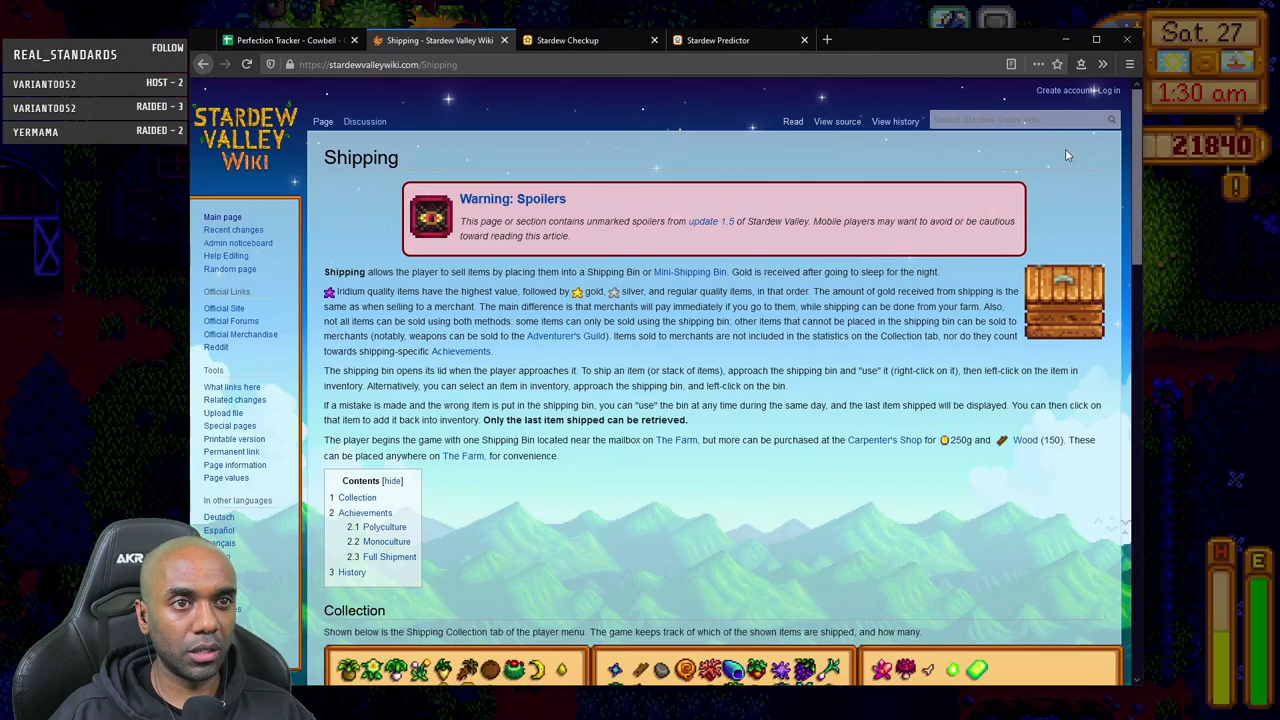 REAL_STANDARDS FOLLOW
VARIANT0052 HOST - 2
VARIANT0052 RAIDED - 3
YERMAMA RAIDED - 2
Perfection Tracker - Cowbell -
Shipping - Stardew Valley Wiki
Stardew Checkup
Stardew Predictor
https://stardewvalleywiki.com/Shipping
Sat. 27
1:30 am
21840
STARDEW
VALLEY
WIKI
Create account Log in
Page Discussion Read View source View history Search Stardew Valley Wiki
Shipping
Warning: Spoilers
This page or section contains unmarked spoilers from update 1.5 of Stardew Valley. Mobile players may want to avoid or be cautious
toward reading this article.
Shipping allows the player to sell items by placing them into a Shipping Bin or Mini-Shipping Bin. Gold is received after going to sleep for the night.
Iridium quality items have the highest value, followed by gold, silver, and regular quality items, in that order. The amount of gold received from shipping is the
same as when selling to a merchant. The main difference is that merchants will pay immediately if you go to them, while shipping can be done from your farm. Also,
not all items can be sold using both methods: some items can only be sold using the shipping bin; other items that cannot be placed in the shipping bin can be sold to
merchants (notably, weapons can be sold to the Adventurer's Guild). Items sold to merchants are not included in the statistics on the Collection tab, nor do they count
towards shipping-specific Achievements.
The shipping bin opens its lid when the player approaches it. To ship an item (or stack of items), approach the shipping bin and "use" it (right-click on it), then left-click on the item in
inventory. Alternatively, you can select an item in inventory, approach the shipping bin, and left-click on the bin.
If a mistake is made and the wrong item is put in the shipping bin, you can "use" the bin at any time during the same day, and the last item shipped will be displayed. You can then click on
that item to add it back into inventory. Only the last item shipped can be retrieved.
The player begins the game with one Shipping Bin located near the mailbox on The Farm, but more can be purchased at the Carpenter's Shop for 250g and Wood (150). These
can be placed anywhere on The Farm, for convenience.
Contents [hide]
1 Collection
2 Achievements
2.1 Polyculture
2.2 Monoculture
2.3 Full Shipment
3 History
Collection
Shown below is the Shipping Collection tab of the player menu. The game keeps track of which of the shown items are shipped, and how many.
Main page
Recent changes
Admin noticeboard
Help Editing
Random page
Official Links
Official Site
Official Forums
Official Merchandise
Reddit
Tools
What links here
Related changes
Upload file
Special pages
Printable version
Permanent link
Page information
Page values
In other languages
Deutsch
Español
AKR
H
E